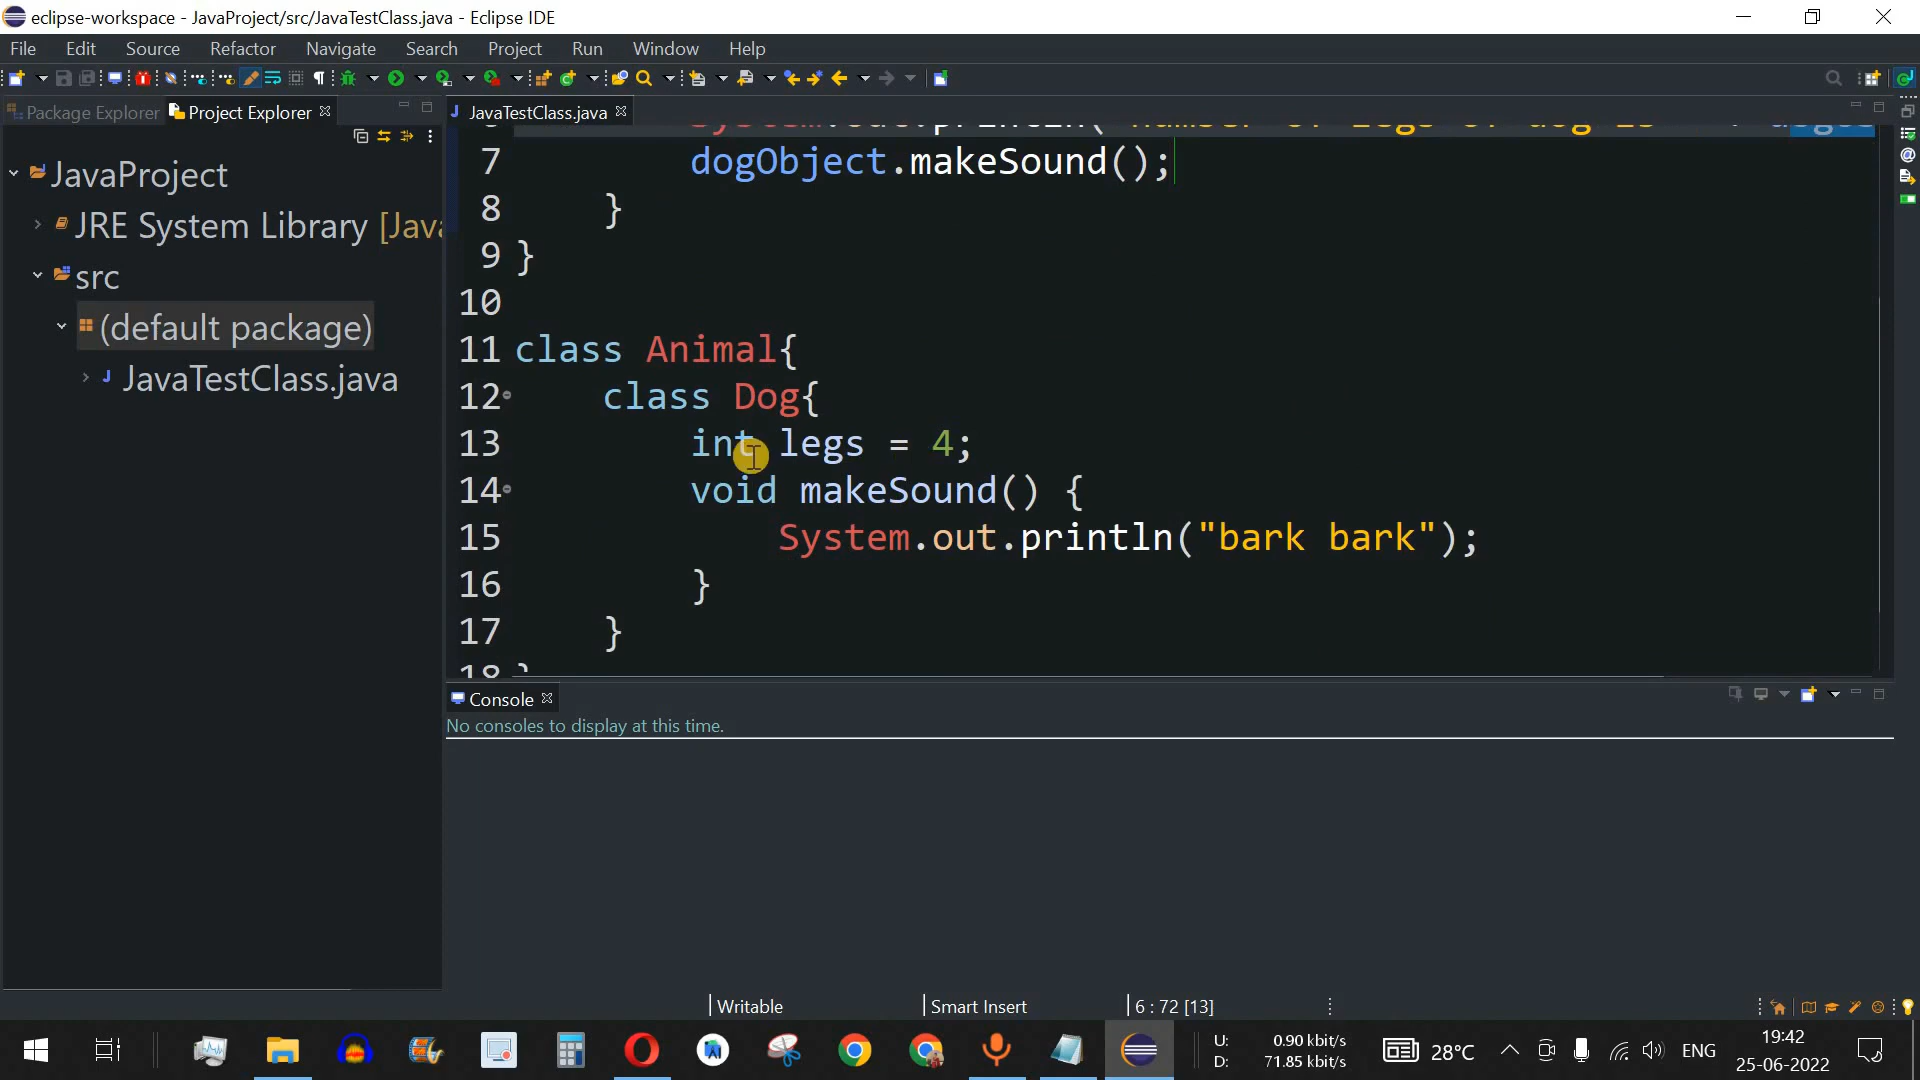 eclipse-workspace - JavaProject/src/JavaTestClass.java - Eclipse IDE
File Edit Source Refactor Navigate Search Project Run Window Help
Package Explorer Project Explorer JavaTestClass.java
JavaProject
JRE System Library [Java
src
(default package)
JavaTestClass.java
7 dogObject.makeSound();
8 }
9 }
10
11 class Animal{
12 class Dog{
13 int legs = 4;
14 void makeSound() {
15 System.out.println("bark bark");
16 }
17 }
18 }
Console
No consoles to display at this time.
Writable Smart Insert 6 : 72 [13]
U: 0.90 kbit/s
D: 71.85 kbit/s
28°C ENG
19:42
25-06-2022